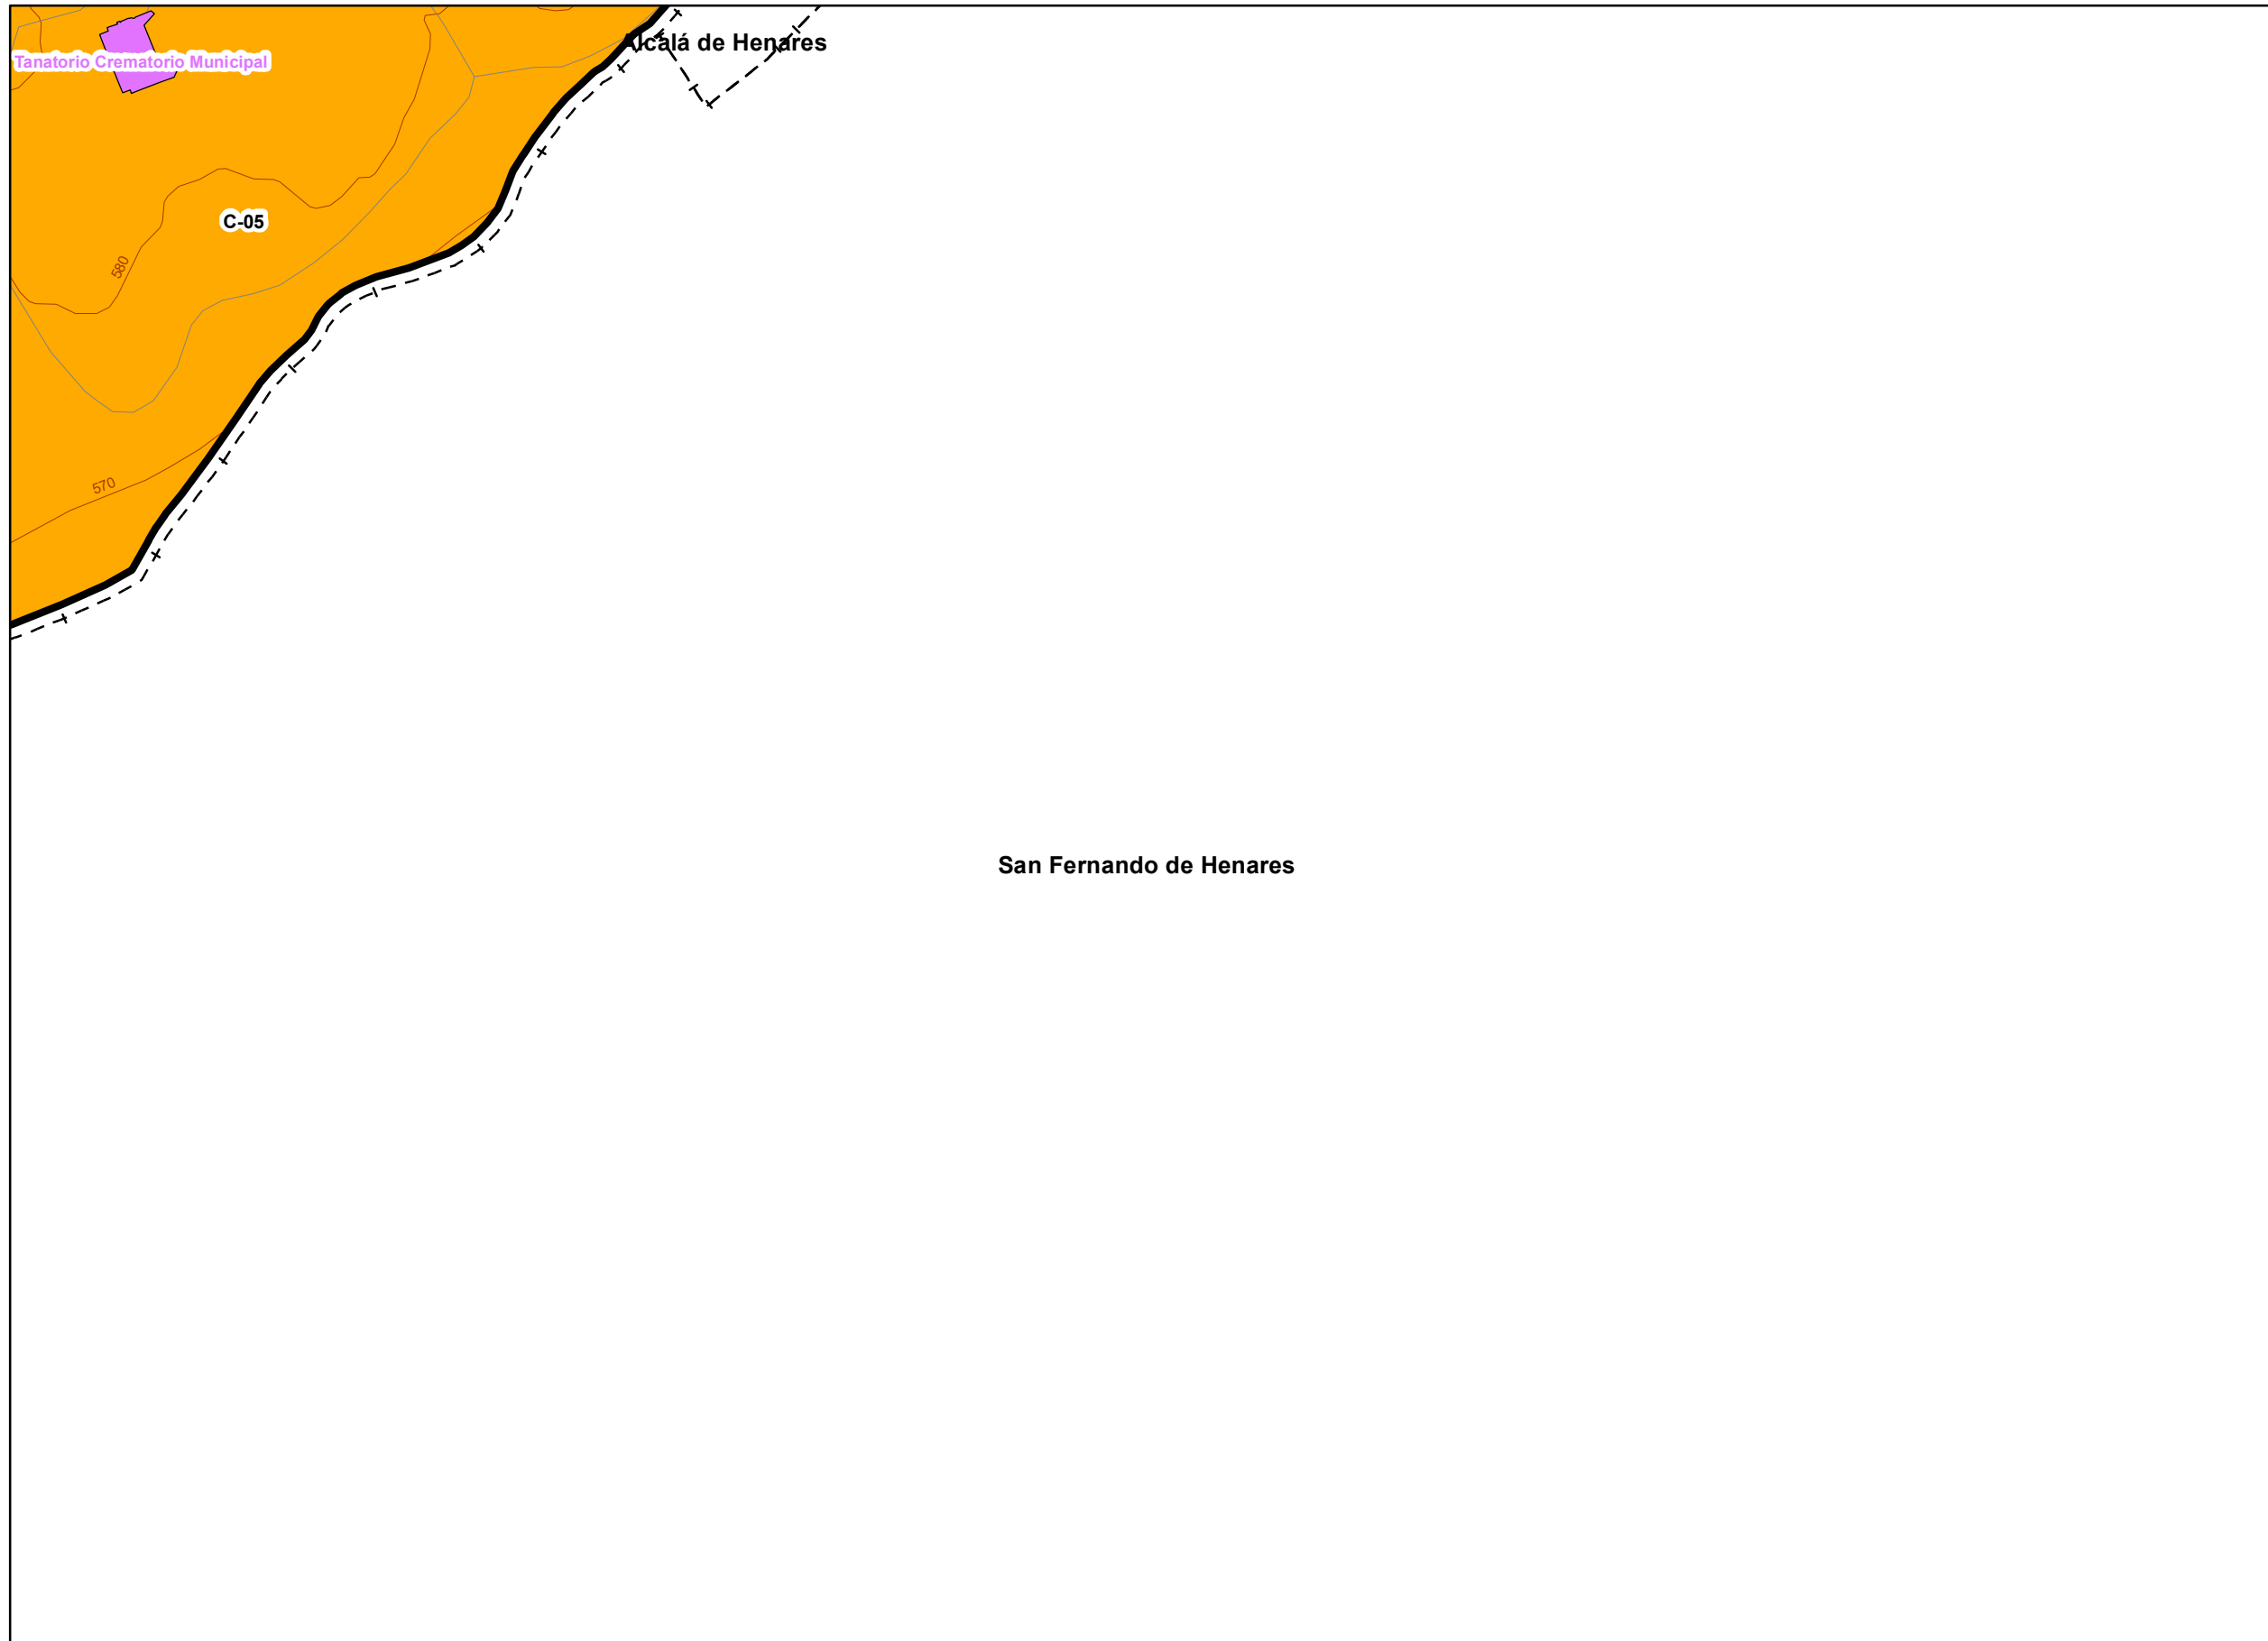 Alcalá de Henares
Tanatorio Crematorio Municipal
C-05
580
570
San Fernando de Henares